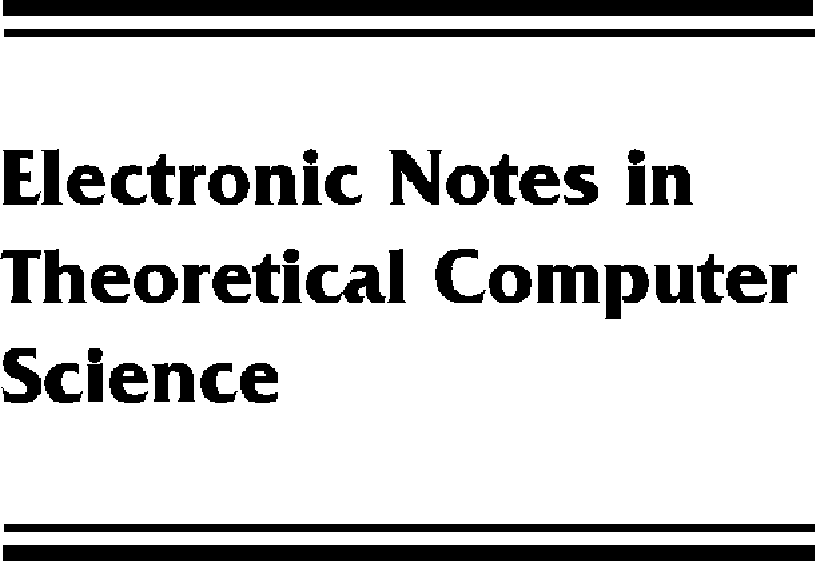 Electronic Notes in
Theoretical Computer
Science